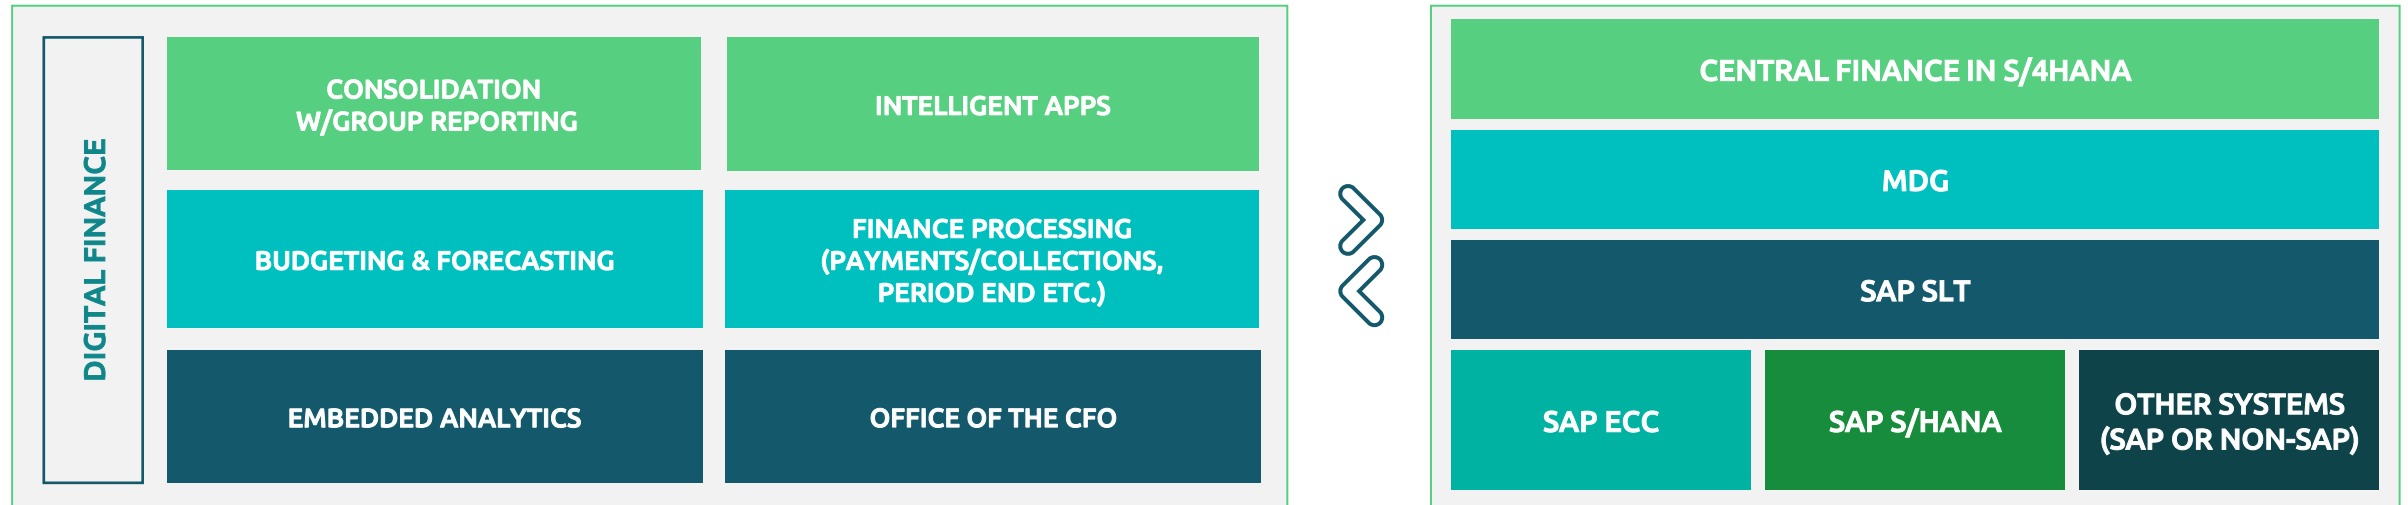 DIGITAL FINANCE
CONSOLIDATION
W/GROUP REPORTING
INTELLIGENT APPS
BUDGETING & FORECASTING
FINANCE PROCESSING
(PAYMENTS/COLLECTIONS,
PERIOD END ETC.)
EMBEDDED ANALYTICS
OFFICE OF THE CFO
CENTRAL FINANCE IN S/4HANA
MDG
SAP SLT
SAP ECC
SAP S/HANA
OTHER SYSTEMS
(SAP OR NON-SAP)